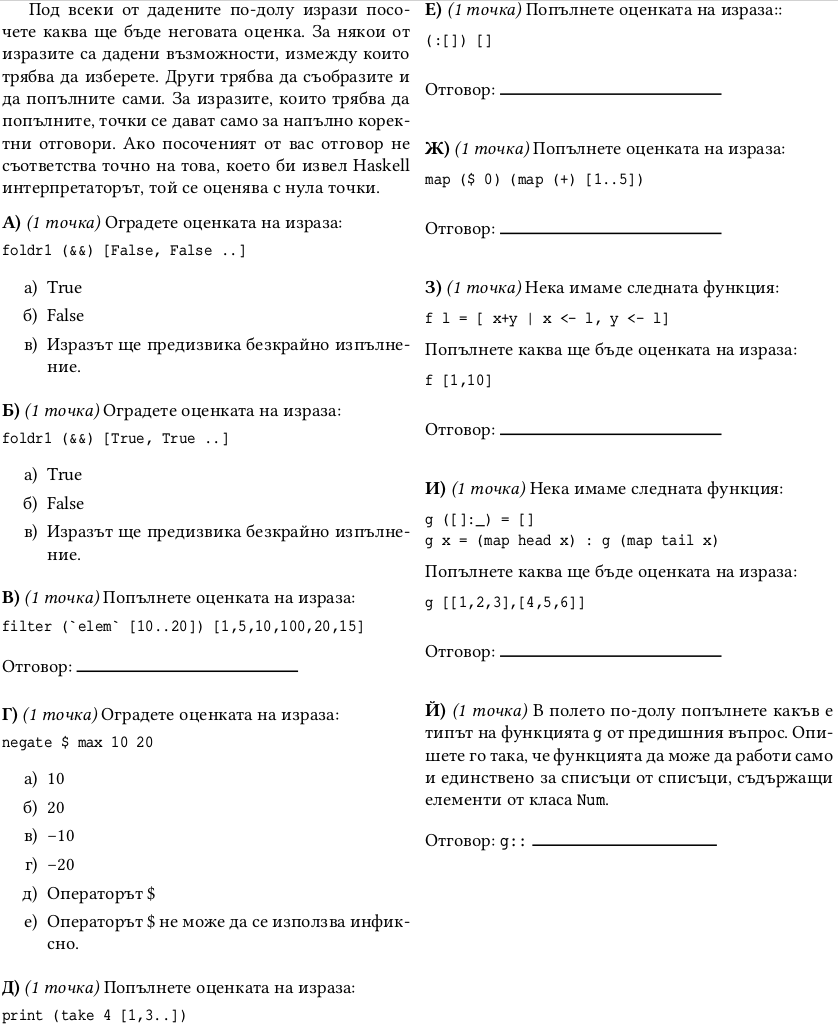 Под всеки от дадените по-долу изрази посо-
чете каква ще бъде неговата оценка. За някои от
изразите са дадени възможности, измежду които
трябва да изберете. Други трябва да съобразите и
да попълните сами. За изразите, които трябва да
попълните, точки се дават само за напълно корек-
тни отговори. Ако посоченият от вас отговор не
съответства точно на това, което би извел Haskell
интерпретаторът, той се оценява с нула точки.
А) (1 точка) Оградете оценката на израза:
foldr1 (&&) [False, False ..]
а) True
б) False
в) Изразът ще предизвика безкрайно изпълне-
ние.
Б) (1 точка) Оградете оценката на израза:
foldr1 (&&) [True, True ..]
а) True
б) False
в) Изразът ще предизвика безкрайно изпълне-
ние.
В) (1 точка) Попълнете оценката на израза:
filter (`elem` [10..20]) [1,5,10,100,20,15]
Отговор:
Г) (1 точка) Оградете оценката на израза:
negate $ max 10 20
а) 10
б) 20
в) −10
г) −20
д) Операторът $
е) Операторът $ не може да се използва инфик-
сно.
Д) (1 точка) Попълнете оценката на израза:
print (take 4 [1,3..])
Е) (1 точка) Попълнете оценката на израза::
(:[]) []
Отговор:
Ж) (1 точка) Попълнете оценката на израза:
map ($ 0) (map (+) [1..5])
Отговор:
З) (1 точка) Нека имаме следната функция:
f l = [ x+y | x <- l, y <- l]
Попълнете каква ще бъде оценката на израза:
f [1,10]
Отговор:
И) (1 точка) Нека имаме следната функция:
g ([]:_) = []
g x = (map head x) : g (map tail x)
Попълнете каква ще бъде оценката на израза:
g [[1,2,3],[4,5,6]]
Отговор:
Й) (1 точка) В полето по-долу попълнете какъв е
типът на функцията g от предишния въпрос. Опи-
шете го така, че функцията да може да работи само
и единствено за списъци от списъци, съдържащи
елементи от класа Num.
Отговор: g::